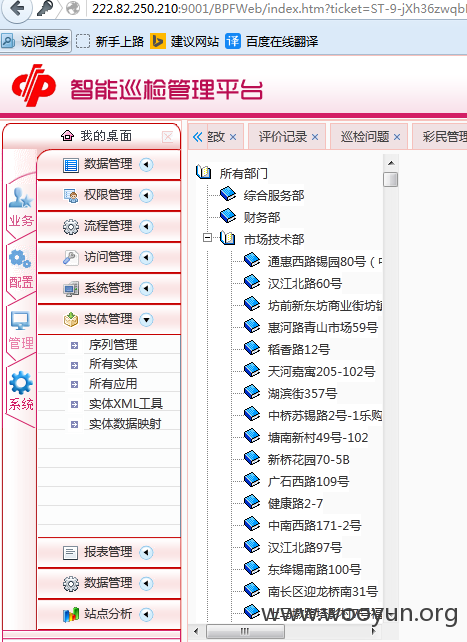 222.82.250.210:9001/BPFWeb/index.htm?ticket=ST-9-jXh36zwqb
访问最多 新手上路 建议网站 译 百度在线翻译
智能巡检管理平台
我的桌面
签改 评价记录 巡检问题 彩民管理
业务
配置
管理
系统
数据管理
权限管理
流程管理
访问管理
系统管理
实体管理
序列管理
所有实体
所有应用
实体XML工具
实体数据映射
报表管理
数据管理
站点分析
所有部门
综合服务部
财务部
市场技术部
通惠西路锡园80号
汉江北路60号
坊前新东坊商业街坊镇
惠河路青山市场59号
稻香路12号
天河嘉寓205-102号
湖滨街357号
中桥苏锡路2号-1乐购
塘南新村49号-102
新桥花园70-5B
广石西路109号
健康路2-7
中南西路171-2号
汉江北路97号
东绛锡南路100号
南长区迎龙桥南31号
www.wooyun.org